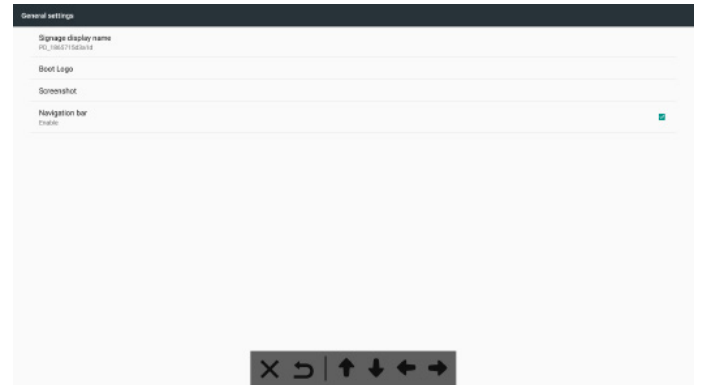 General settings
Signage display name
Boot Logo
Screenshot
Navigation bar
Enable